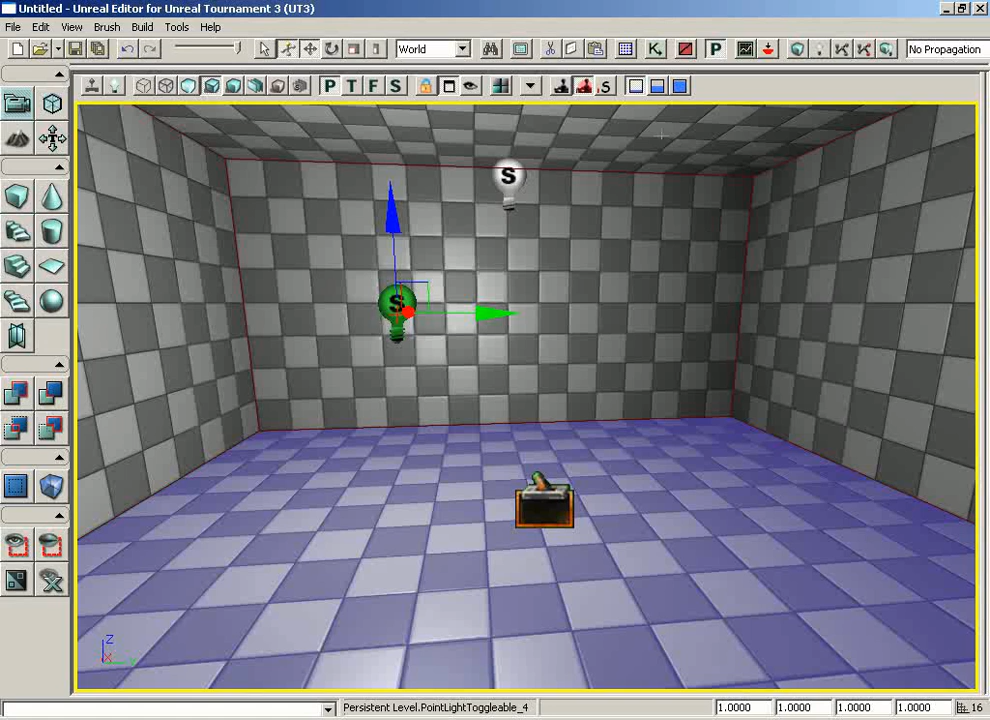 Untitled - Unreal Editor for Unreal Tournament 3 (UT3)
File Edit View Build Tools Help
World
K
P
No Propagation
P T F S
S
S
S
Z
X
Persistent Level.PointLightToggleable_4
1.0000 1.0000 1.0000 1.0000 16